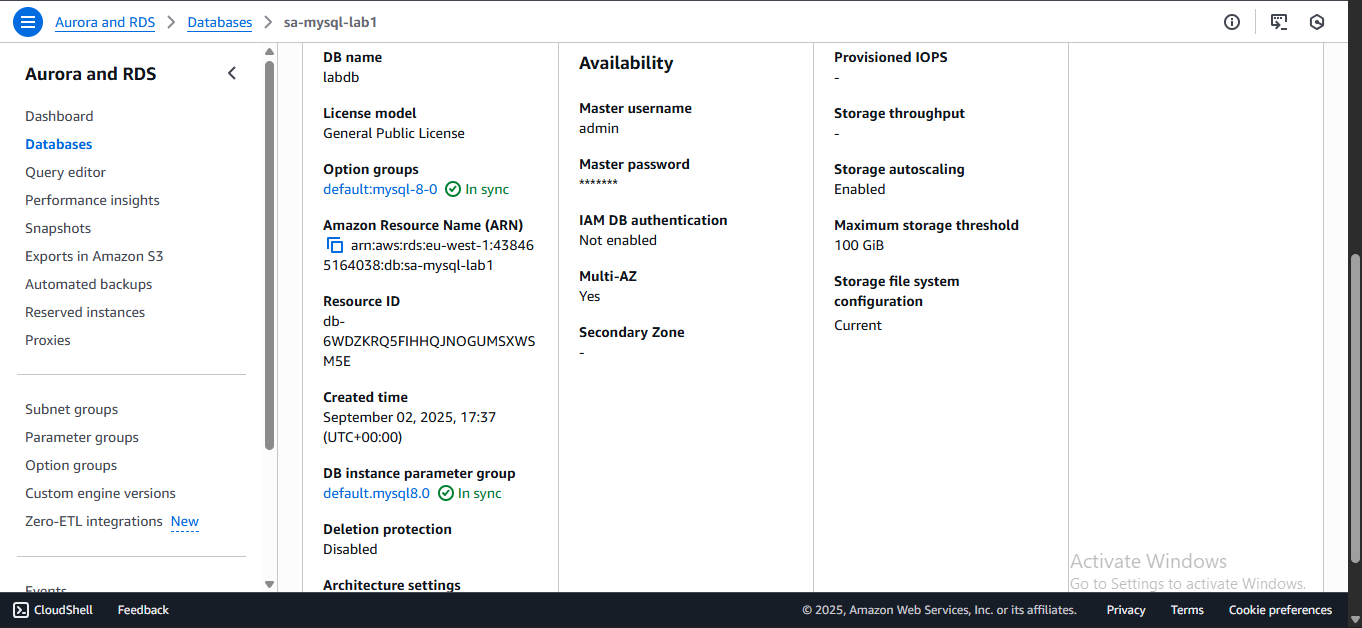 Aurora and RDS > Databases > sa-mysql-lab1
Aurora and RDS
Dashboard
Databases
Query editor
Performance insights
Snapshots
Exports in Amazon S3
Automated backups
Reserved instances
Proxies
Subnet groups
Parameter groups
Option groups
Custom engine versions
Zero-ETL integrations New
Events
DB name
labdb
License model
General Public License
Option groups
default:mysql-8-0 In sync
Amazon Resource Name (ARN)
arn:aws:rds:eu-west-1:43846
5164038:db:sa-mysql-lab1
Resource ID
db-
6WDZKRQ5FIHHQJNOGUMSXWS
M5E
Created time
September 02, 2025, 17:37
(UTC+00:00)
DB instance parameter group
default.mysql8.0 In sync
Deletion protection
Disabled
Architecture settings
Availability
Master username
admin
Master password
*******
IAM DB authentication
Not enabled
Multi-AZ
Yes
Secondary Zone
-
Provisioned IOPS
-
Storage throughput
-
Storage autoscaling
Enabled
Maximum storage threshold
100 GiB
Storage file system
configuration
Current
Activate Windows
Go to Settings to activate Windows.
CloudShell Feedback © 2025, Amazon Web Services, Inc. or its affiliates. Privacy Terms Cookie preferences